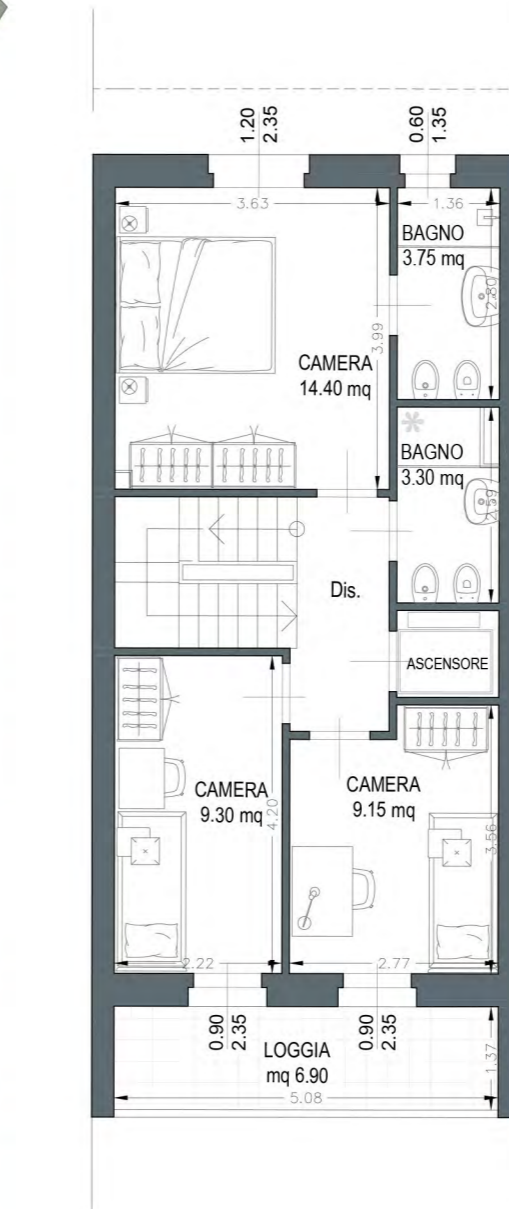 1.20
2.35
0.60
1.35
3.63
1.36
BAGNO
3.75 mq
2.80
3.99
CAMERA
14.40 mq
BAGNO
3.30 mq
2.59
Dis.
ASCENSORE
CAMERA
9.30 mq
4.20
CAMERA
9.15 mq
3.56
2.22
2.77
0.90
2.35
0.90
2.35
LOGGIA
mq 6.90
1.37
5.08